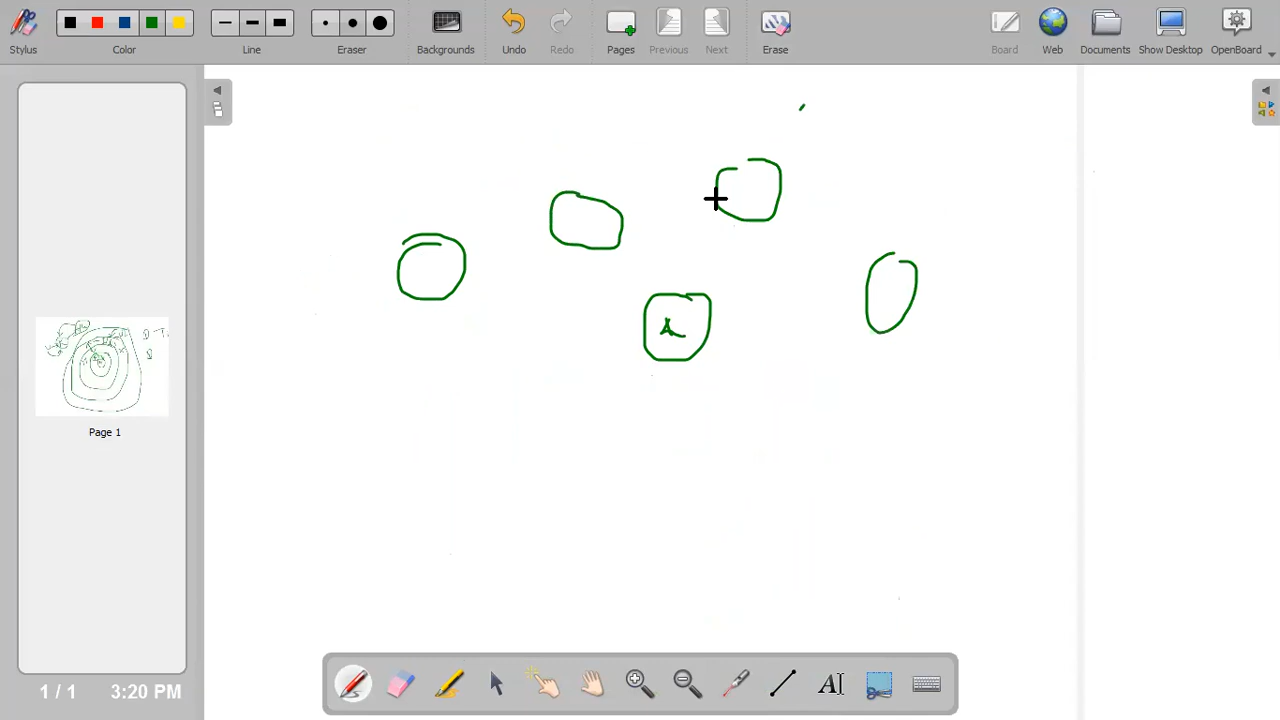 Stylus
Color
Line
Eraser
Backgrounds
Undo
Redo
Pages
Previous
Next
Erase
Board
Web
Documents
Show Desktop
OpenBoard
Page 1
1 / 1
3:20 PM